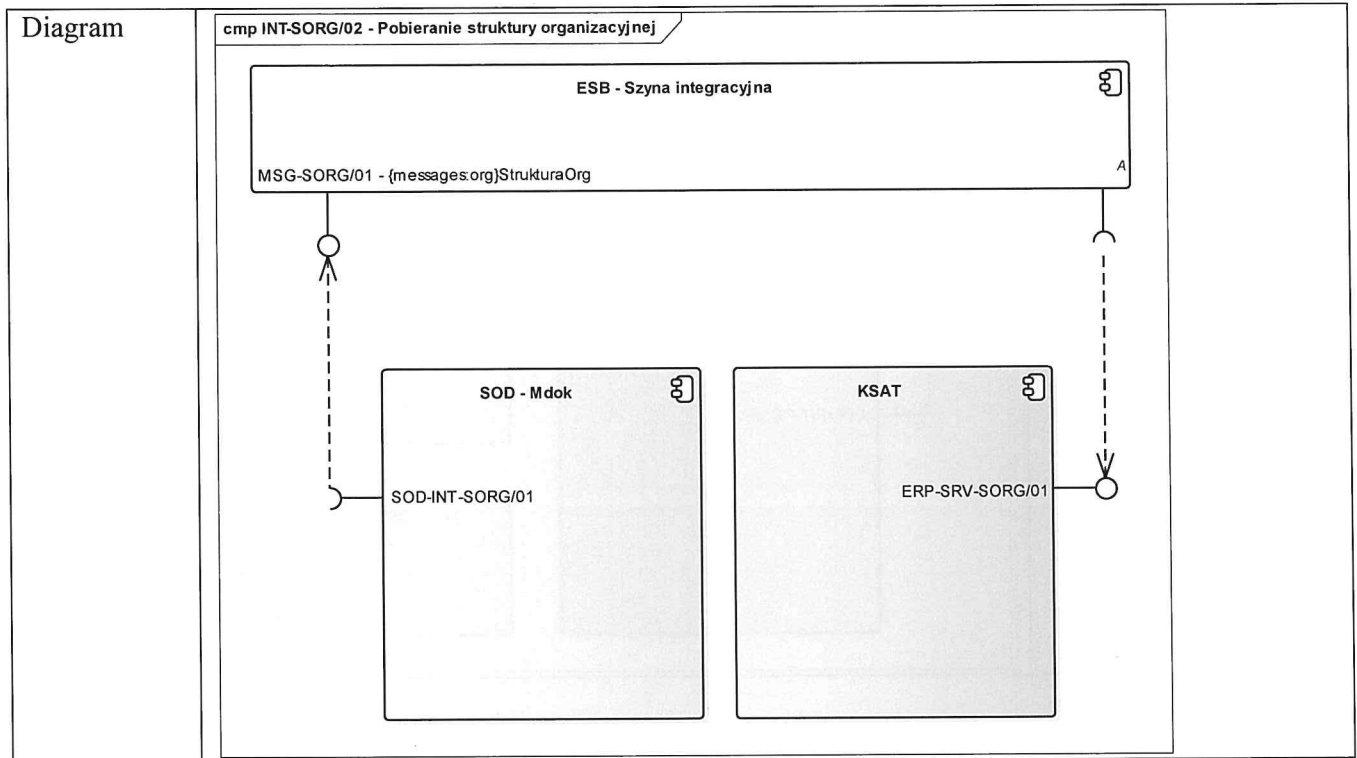 Diagram
cmp INT-SORG/02 - Pobieranie struktury organizacyjnej
ESB - Szyna integracyjna
MSG-SORG/01 - {messages:org}StrukturaOrg
A
SOD - Mdok
KSAT
SOD-INT-SORG/01
ERP-SRV-SORG/01